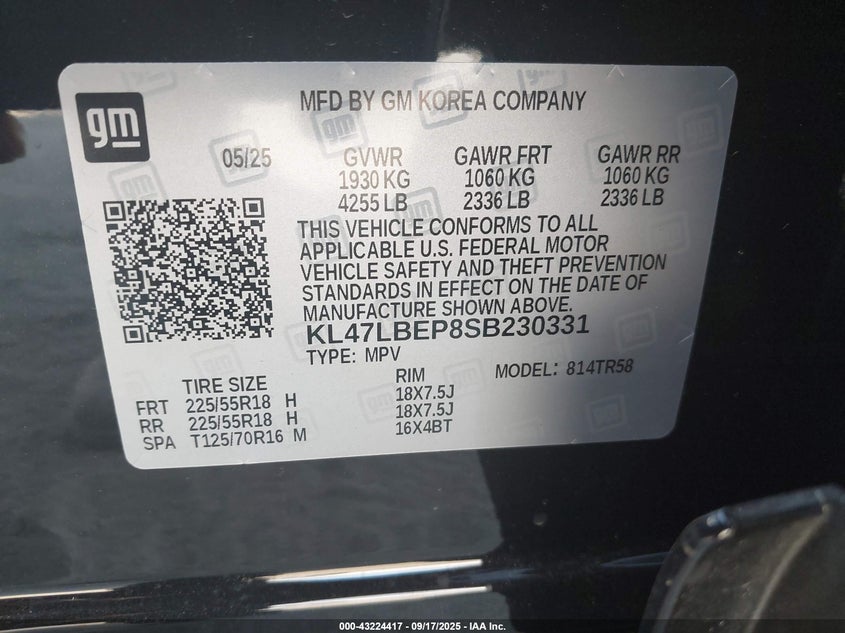 gm
MFD BY GM KOREA COMPANY
05/25
GVWR GAWR FRT GAWR RR
1930 KG 1060 KG 1060 KG
4255 LB 2336 LB 2336 LB
THIS VEHICLE CONFORMS TO ALL
APPLICABLE U.S. FEDERAL MOTOR
VEHICLE SAFETY AND THEFT PREVENTION
STANDARDS IN EFFECT ON THE DATE OF
MANUFACTURE SHOWN ABOVE.
KL47LBEP8SB230331
TYPE: MPV MODEL: 814TR58
TIRE SIZE RIM
FRT 225/55R18 H 18X7.5J
RR 225/55R18 H 18X7.5J
SPA T125/70R16 M 16X4BT
000-43224417 - 09/17/2025 - IAA Inc.